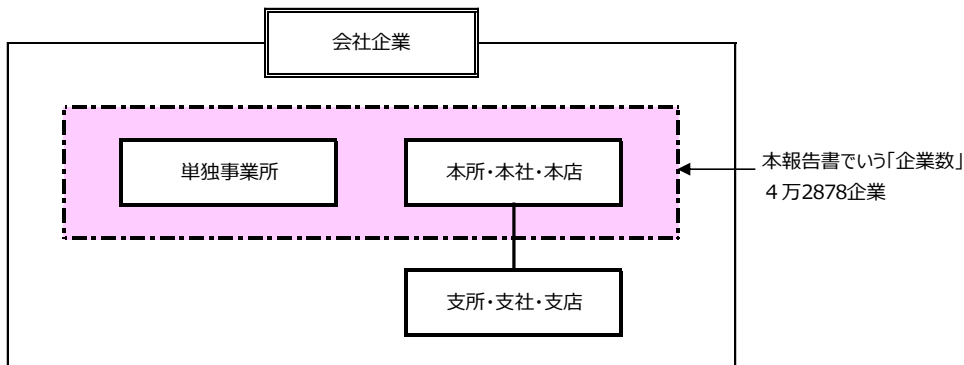 会社企業
単独事業所
本所・本社・本店
本報告書でいう「企業数」
４万2878企業
支所・支社・支店